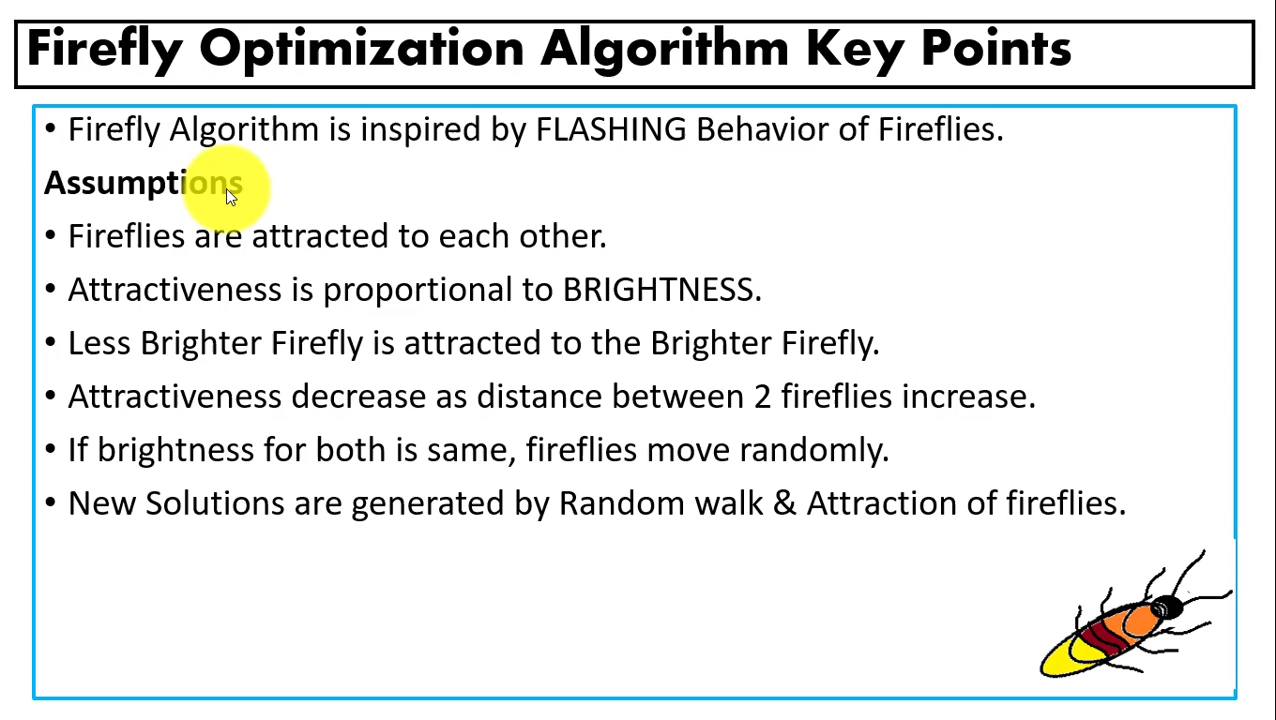 Firefly Optimization Algorithm Key Points
• Firefly Algorithm is inspired by FLASHING Behavior of Fireflies.
Assumptions
• Fireflies are attracted to each other.
• Attractiveness is proportional to BRIGHTNESS.
• Less Brighter Firefly is attracted to the Brighter Firefly.
• Attractiveness decrease as distance between 2 fireflies increase.
• If brightness for both is same, fireflies move randomly.
• New Solutions are generated by Random walk & Attraction of fireflies.